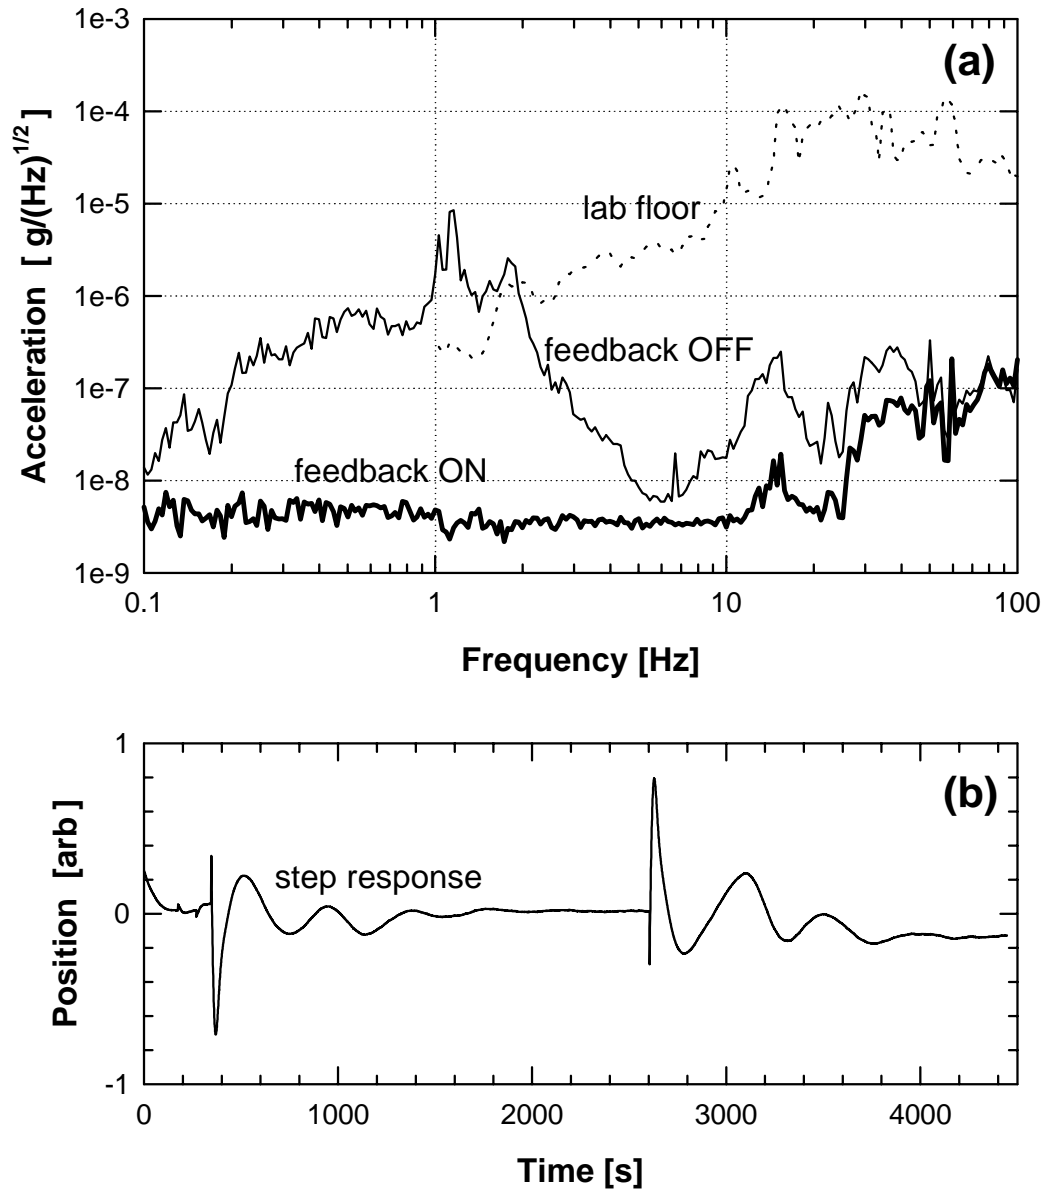 1e-3
(a)
1e-4
1e-5
lab floor
1e-6
feedback OFF
1e-7
feedback ON
1e-8
1e-9
Acceleration [ g/(Hz)^1/2 ]
0.1 1 10 100
Frequency [Hz]
1
(b)
step response
0
-1
Position [arb]
0 1000 2000 3000 4000
Time [s]